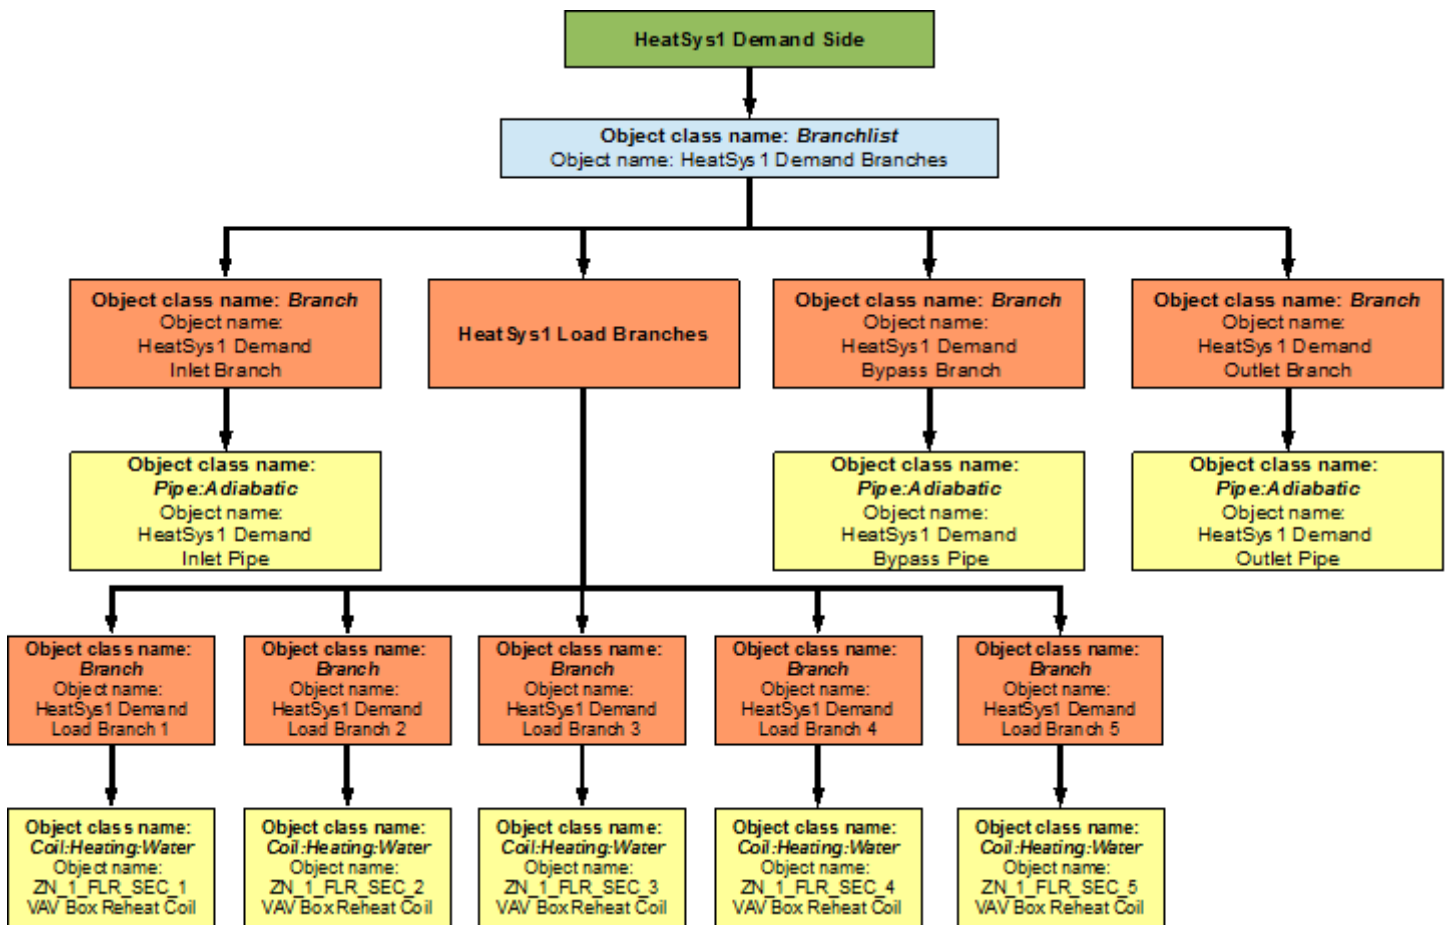 HeatSys1 Demand Side
Object class name: Branchlist
Object name: HeatSys1 Demand Branches
Object class name: Branch
Object name:
HeatSys1 Demand
Inlet Branch
HeatSys1 Load Branches
Object class name: Branch
Object name:
HeatSys1 Demand
Bypass Branch
Object class name: Branch
Object name:
HeatSys1 Demand
Outlet Branch
Object class name:
Pipe:Adiabatic
Object name:
HeatSys1 Demand
Inlet Pipe
Object class name:
Pipe:Adiabatic
Object name:
HeatSys1 Demand
Bypass Pipe
Object class name:
Pipe:Adiabatic
Object name:
HeatSys1 Demand
Outlet Pipe
Object class name:
Branch
Object name:
HeatSys1 Demand
Load Branch 1
Object class name:
Branch
Object name:
HeatSys1 Demand
Load Branch 2
Object class name:
Branch
Object name:
HeatSys1 Demand
Load Branch 3
Object class name:
Branch
Object name:
HeatSys1 Demand
Load Branch 4
Object class name:
Branch
Object name:
HeatSys1 Demand
Load Branch 5
Object class name:
Coil:Heating:Water
Object name:
ZN_1_FLR_SEC_1
VAV Box Reheat Coil
Object class name:
Coil:Heating:Water
Object name:
ZN_1_FLR_SEC_2
VAV Box Reheat Coil
Object class name:
Coil:Heating:Water
Object name:
ZN_1_FLR_SEC_3
VAV Box Reheat Coil
Object class name:
Coil:Heating:Water
Object name:
ZN_1_FLR_SEC_4
VAV Box Reheat Coil
Object class name:
Coil:Heating:Water
Object name:
ZN_1_FLR_SEC_5
VAV Box Reheat Coil